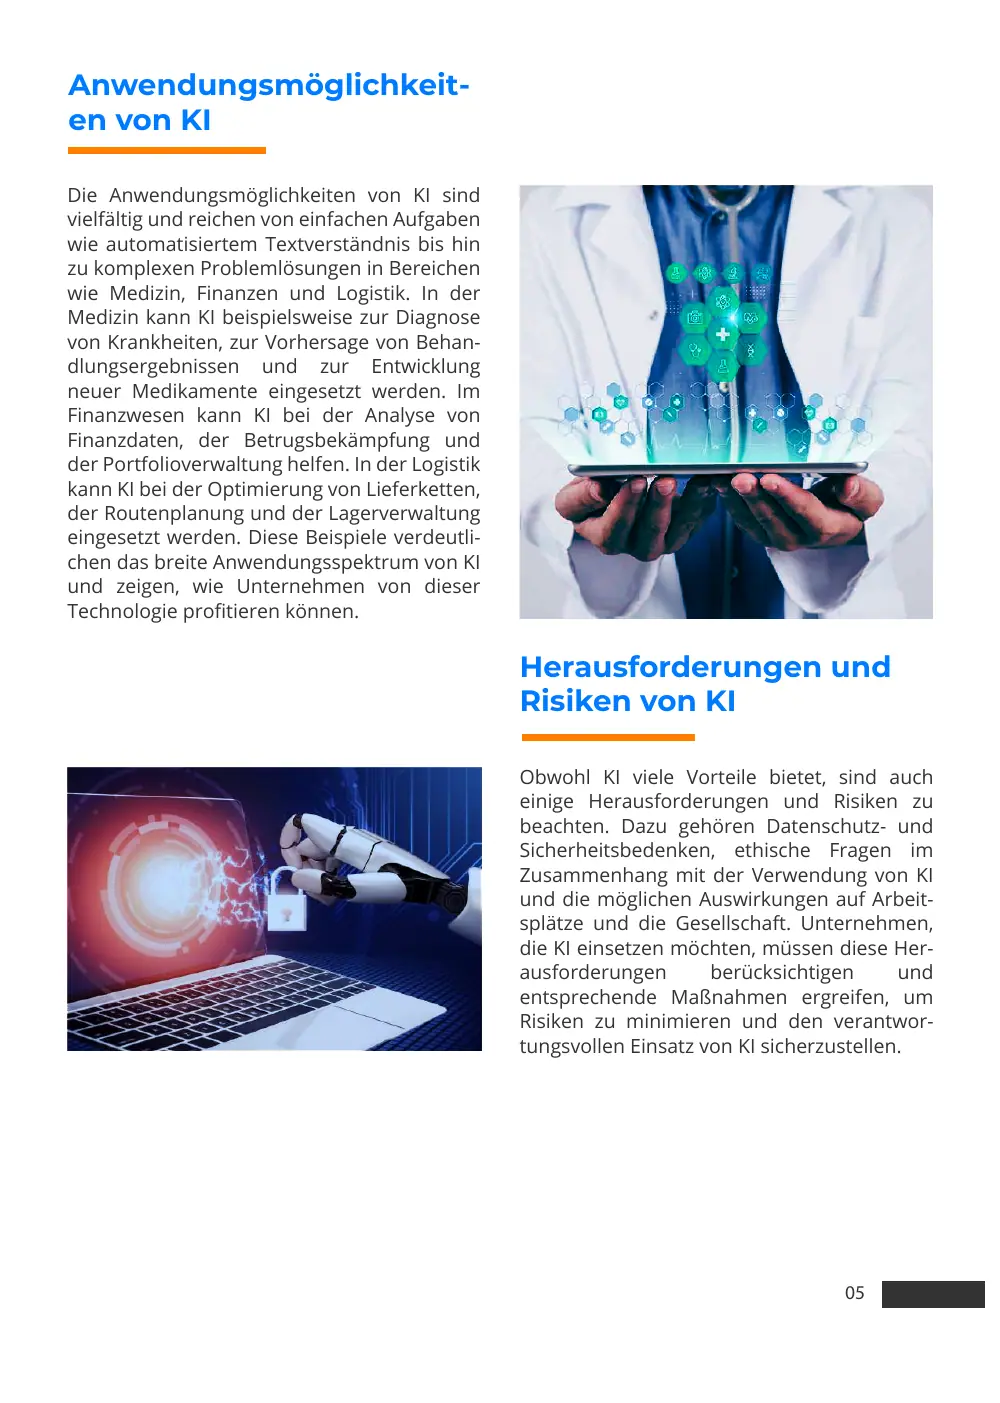 Anwendungsmöglichkeit-
en von KI
Die Anwendungsmöglichkeiten von KI sind
vielfältig und reichen von einfachen Aufgaben
wie automatisiertem Textverständnis bis hin
zu komplexen Problemlösungen in Bereichen
wie Medizin, Finanzen und Logistik. In der
Medizin kann KI beispielsweise zur Diagnose
von Krankheiten, zur Vorhersage von Behan-
dlungsergebnissen und zur Entwicklung
neuer Medikamente eingesetzt werden. Im
Finanzwesen kann KI bei der Analyse von
Finanzdaten, der Betrugsbekämpfung und
der Portfolioverwaltung helfen. In der Logistik
kann KI bei der Optimierung von Lieferketten,
der Routenplanung und der Lagerverwaltung
eingesetzt werden. Diese Beispiele verdeutli-
chen das breite Anwendungsspektrum von KI
und zeigen, wie Unternehmen von dieser
Technologie profitieren können.
Herausforderungen und
Risiken von KI
Obwohl KI viele Vorteile bietet, sind auch
einige Herausforderungen und Risiken zu
beachten. Dazu gehören Datenschutz- und
Sicherheitsbedenken, ethische Fragen im
Zusammenhang mit der Verwendung von KI
und die möglichen Auswirkungen auf Arbeit-
splätze und die Gesellschaft. Unternehmen,
die KI einsetzen möchten, müssen diese Her-
ausforderungen berücksichtigen und
entsprechende Maßnahmen ergreifen, um
Risiken zu minimieren und den verantwor-
tungsvollen Einsatz von KI sicherzustellen.
05